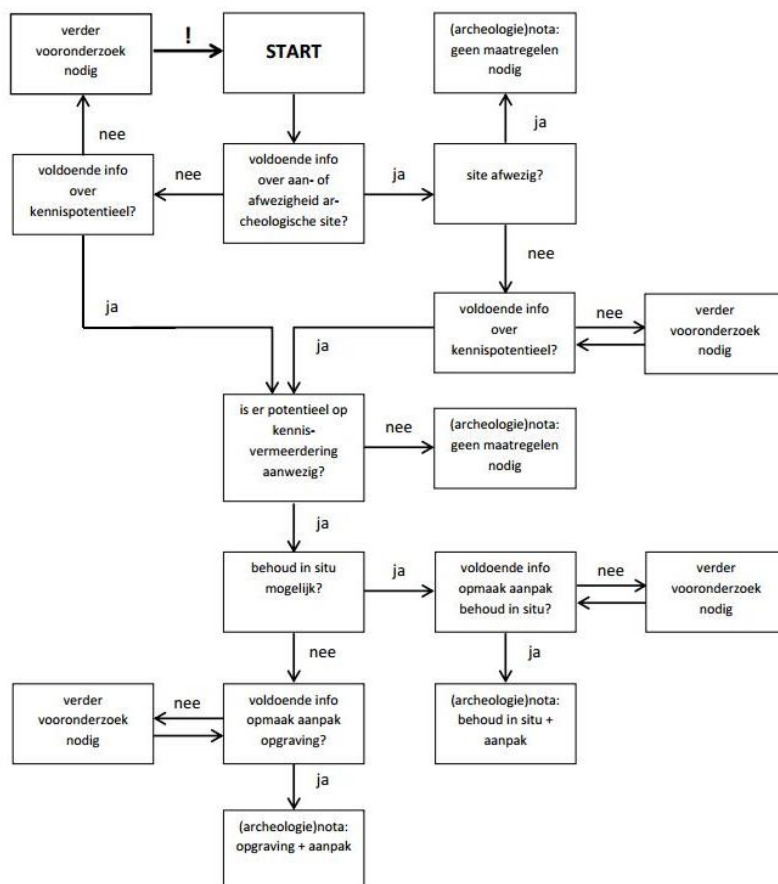 verder
vooronderzoek
nodig
!
START
(archeologie)nota:
geen maatregelen
nodig
nee
ja
voldoende info
over
kennispotentieel?
nee
voldoende info
over aan- of
afwezigheid ar-
cheologische site?
ja
site afwezig?
nee
ja
voldoende info
over
kennispotentieel?
nee
verder
vooronderzoek
nodig
ja
is er potentieel op
kennis-
vermeerdering
aanwezig?
nee
(archeologie)nota:
geen maatregelen
nodig
ja
behoud in situ
mogelijk?
ja
voldoende info
opmaak aanpak
behoud in situ?
nee
verder
vooronderzoek
nodig
nee
ja
verder
vooronderzoek
nodig
nee
voldoende info
opmaak aanpak
opgraving?
(archeologie)nota:
behoud in situ +
aanpak
ja
(archeologie)nota:
opgraving + aanpak